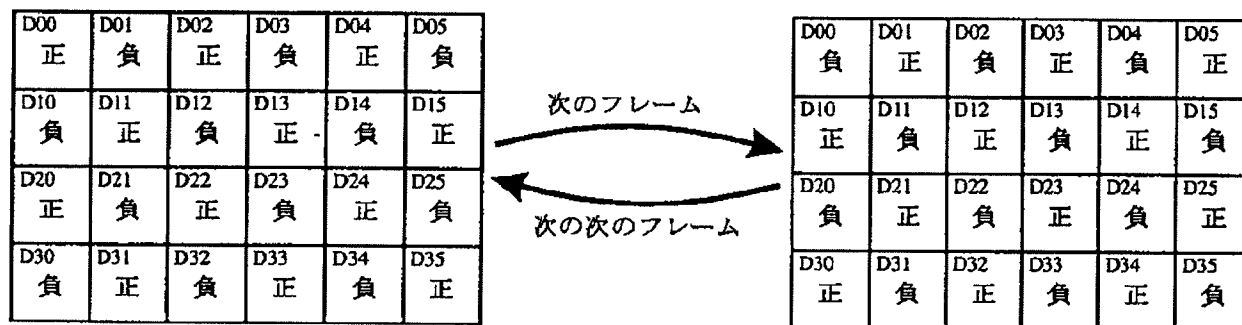 D00 D01 D02 D03 D04 D05
正 負 正 負 正 負
D10 D11 D12 D13 D14 D15
負 正 負 正 負 正
D20 D21 D22 D23 D24 D25
正 負 正 負 正 負
D30 D31 D32 D33 D34 D35
負 正 負 正 負 正
次のフレーム
次の次のフレーム
D00 D01 D02 D03 D04 D05
負 正 負 正 負 正
D10 D11 D12 D13 D14 D15
正 負 正 負 正 負
D20 D21 D22 D23 D24 D25
負 正 負 正 負 正
D30 D31 D32 D33 D34 D35
正 負 正 負 正 負